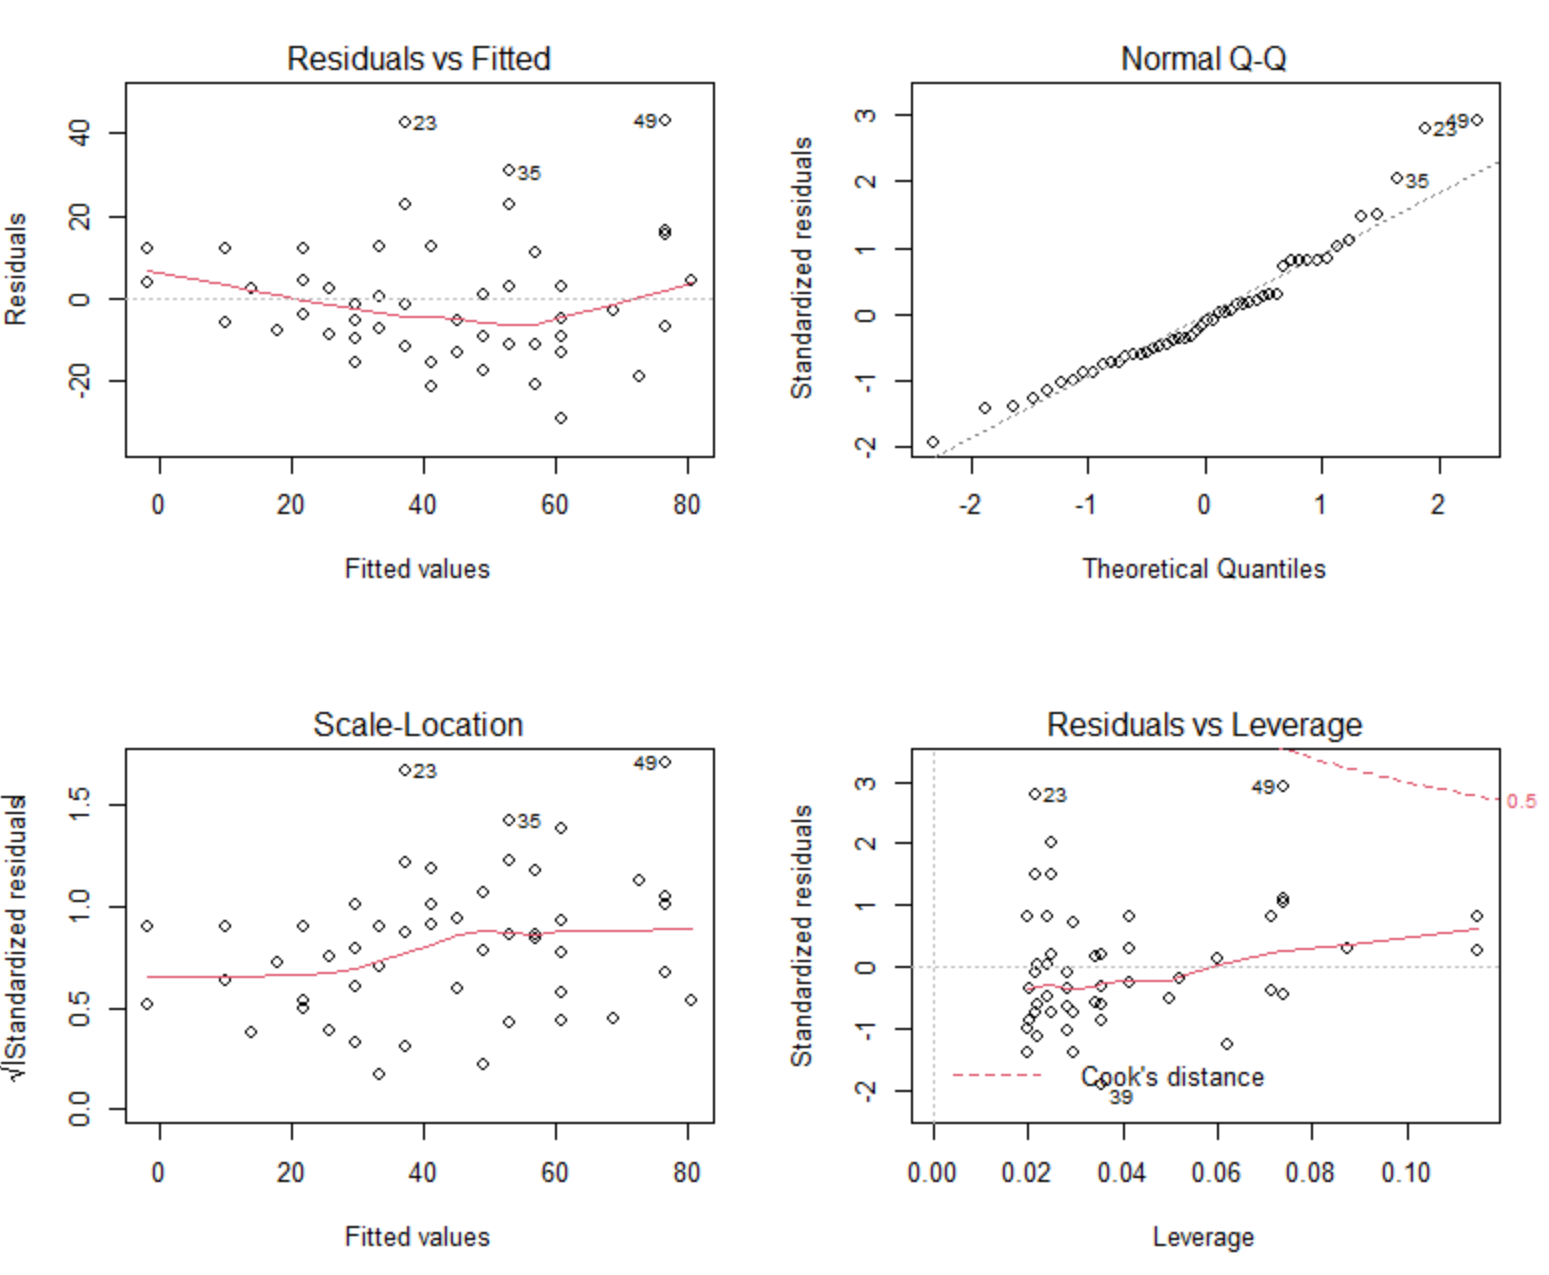 Residuals vs Fitted
Residuals
-20 0 20 40
23
49
35
0 20 40 60 80
Fitted values
Normal Q-Q
Standardized residuals
-2 -1 0 1 2 3
23
49
35
-2 -1 0 1 2
Theoretical Quantiles
Scale-Location
√|Standardized residuals|
0.0 0.5 1.0 1.5
23
49
35
0 20 40 60 80
Fitted values
Residuals vs Leverage
Standardized residuals
-2 -1 0 1 2 3
23
49
0.5
Cook's distance
39
0.00 0.02 0.04 0.06 0.08 0.10
Leverage